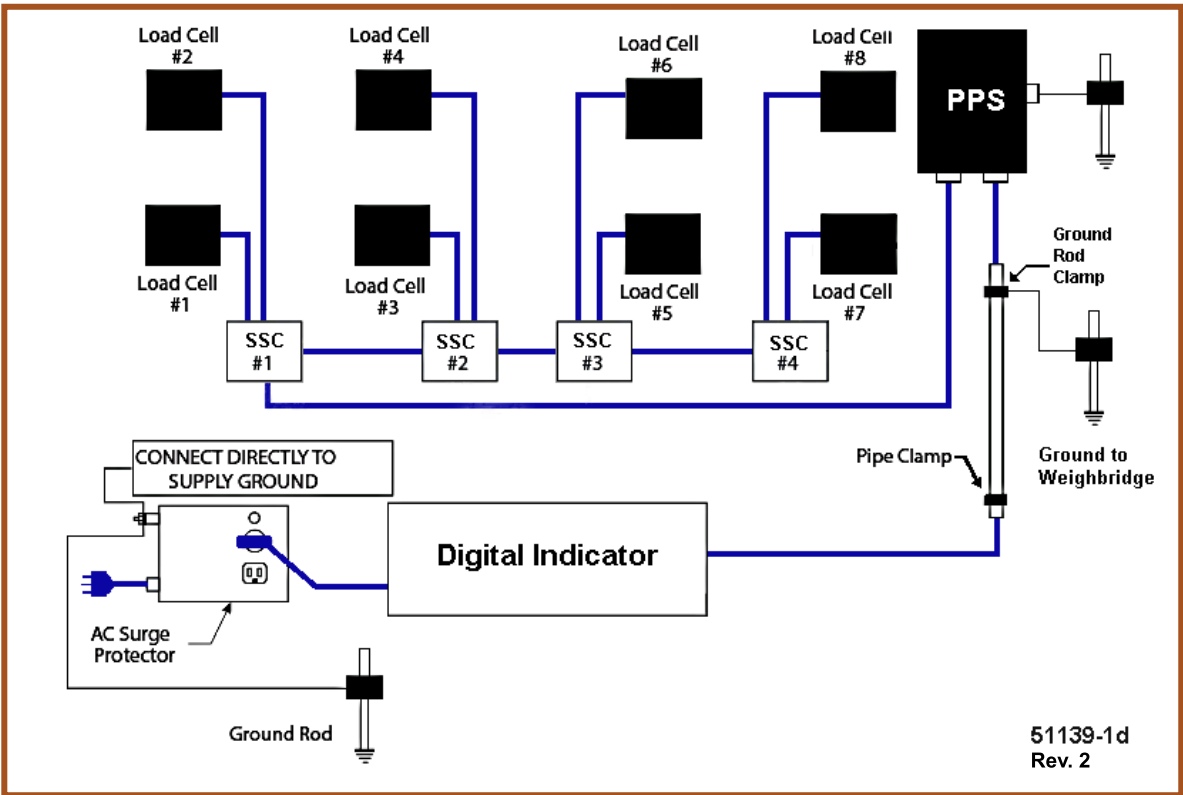 Load Cell
#2
Load Cell
#4
Load Cell
#6
Load Cell
#8
PPS
Load Cell
#1
Load Cell
#3
Load Cell
#5
Load Cell
#7
Ground
Rod
Clamp
SSC
#1
SSC
#2
SSC
#3
SSC
#4
CONNECT DIRECTLY TO
SUPPLY GROUND
Pipe Clamp
Ground to
Weighbridge
Digital Indicator
AC Surge
Protector
Ground Rod
51139-1d
Rev. 2